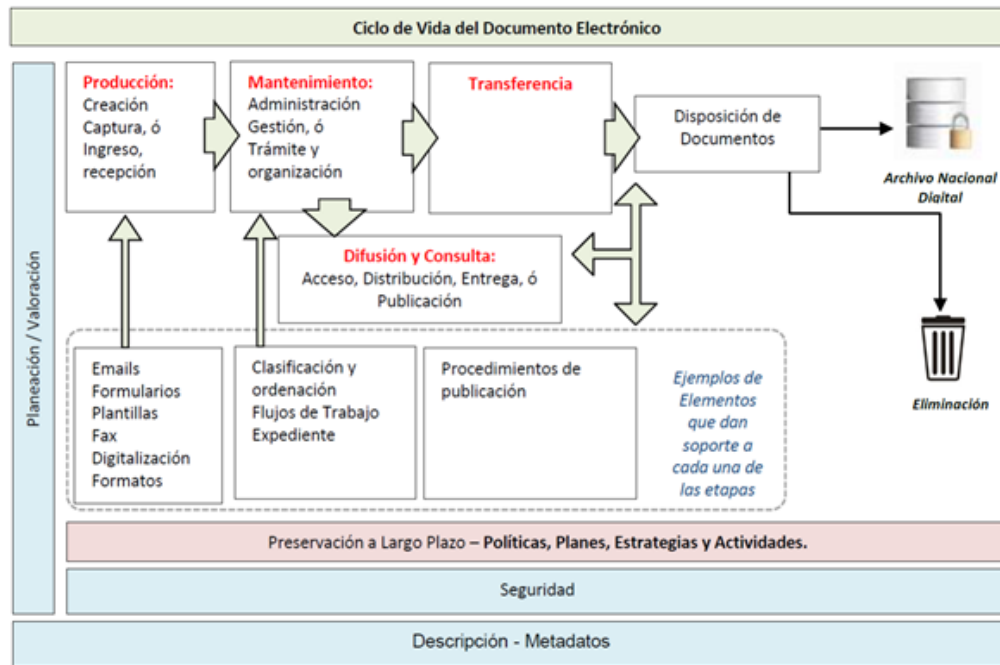 Ciclo de Vida del Documento Electrónico
Planeación / Valoración
Producción:
Creación
Captura, ó
Ingreso,
recepción
Mantenimiento:
Administración
Gestión, ó
Trámite y
organización
Transferencia
Disposición de
Documentos
Archivo Nacional
Digital
Difusión y Consulta:
Acceso, Distribución, Entrega, ó
Publicación
Eliminación
Emails
Formularios
Plantillas
Fax
Digitalización
Formatos
Clasificación y
ordenación
Flujos de Trabajo
Expediente
Procedimientos de
publicación
Ejemplos de
Elementos
que dan
soporte a
cada una de
las etapas
Preservación a Largo Plazo – Políticas, Planes, Estrategias y Actividades.
Seguridad
Descripción - Metadatos